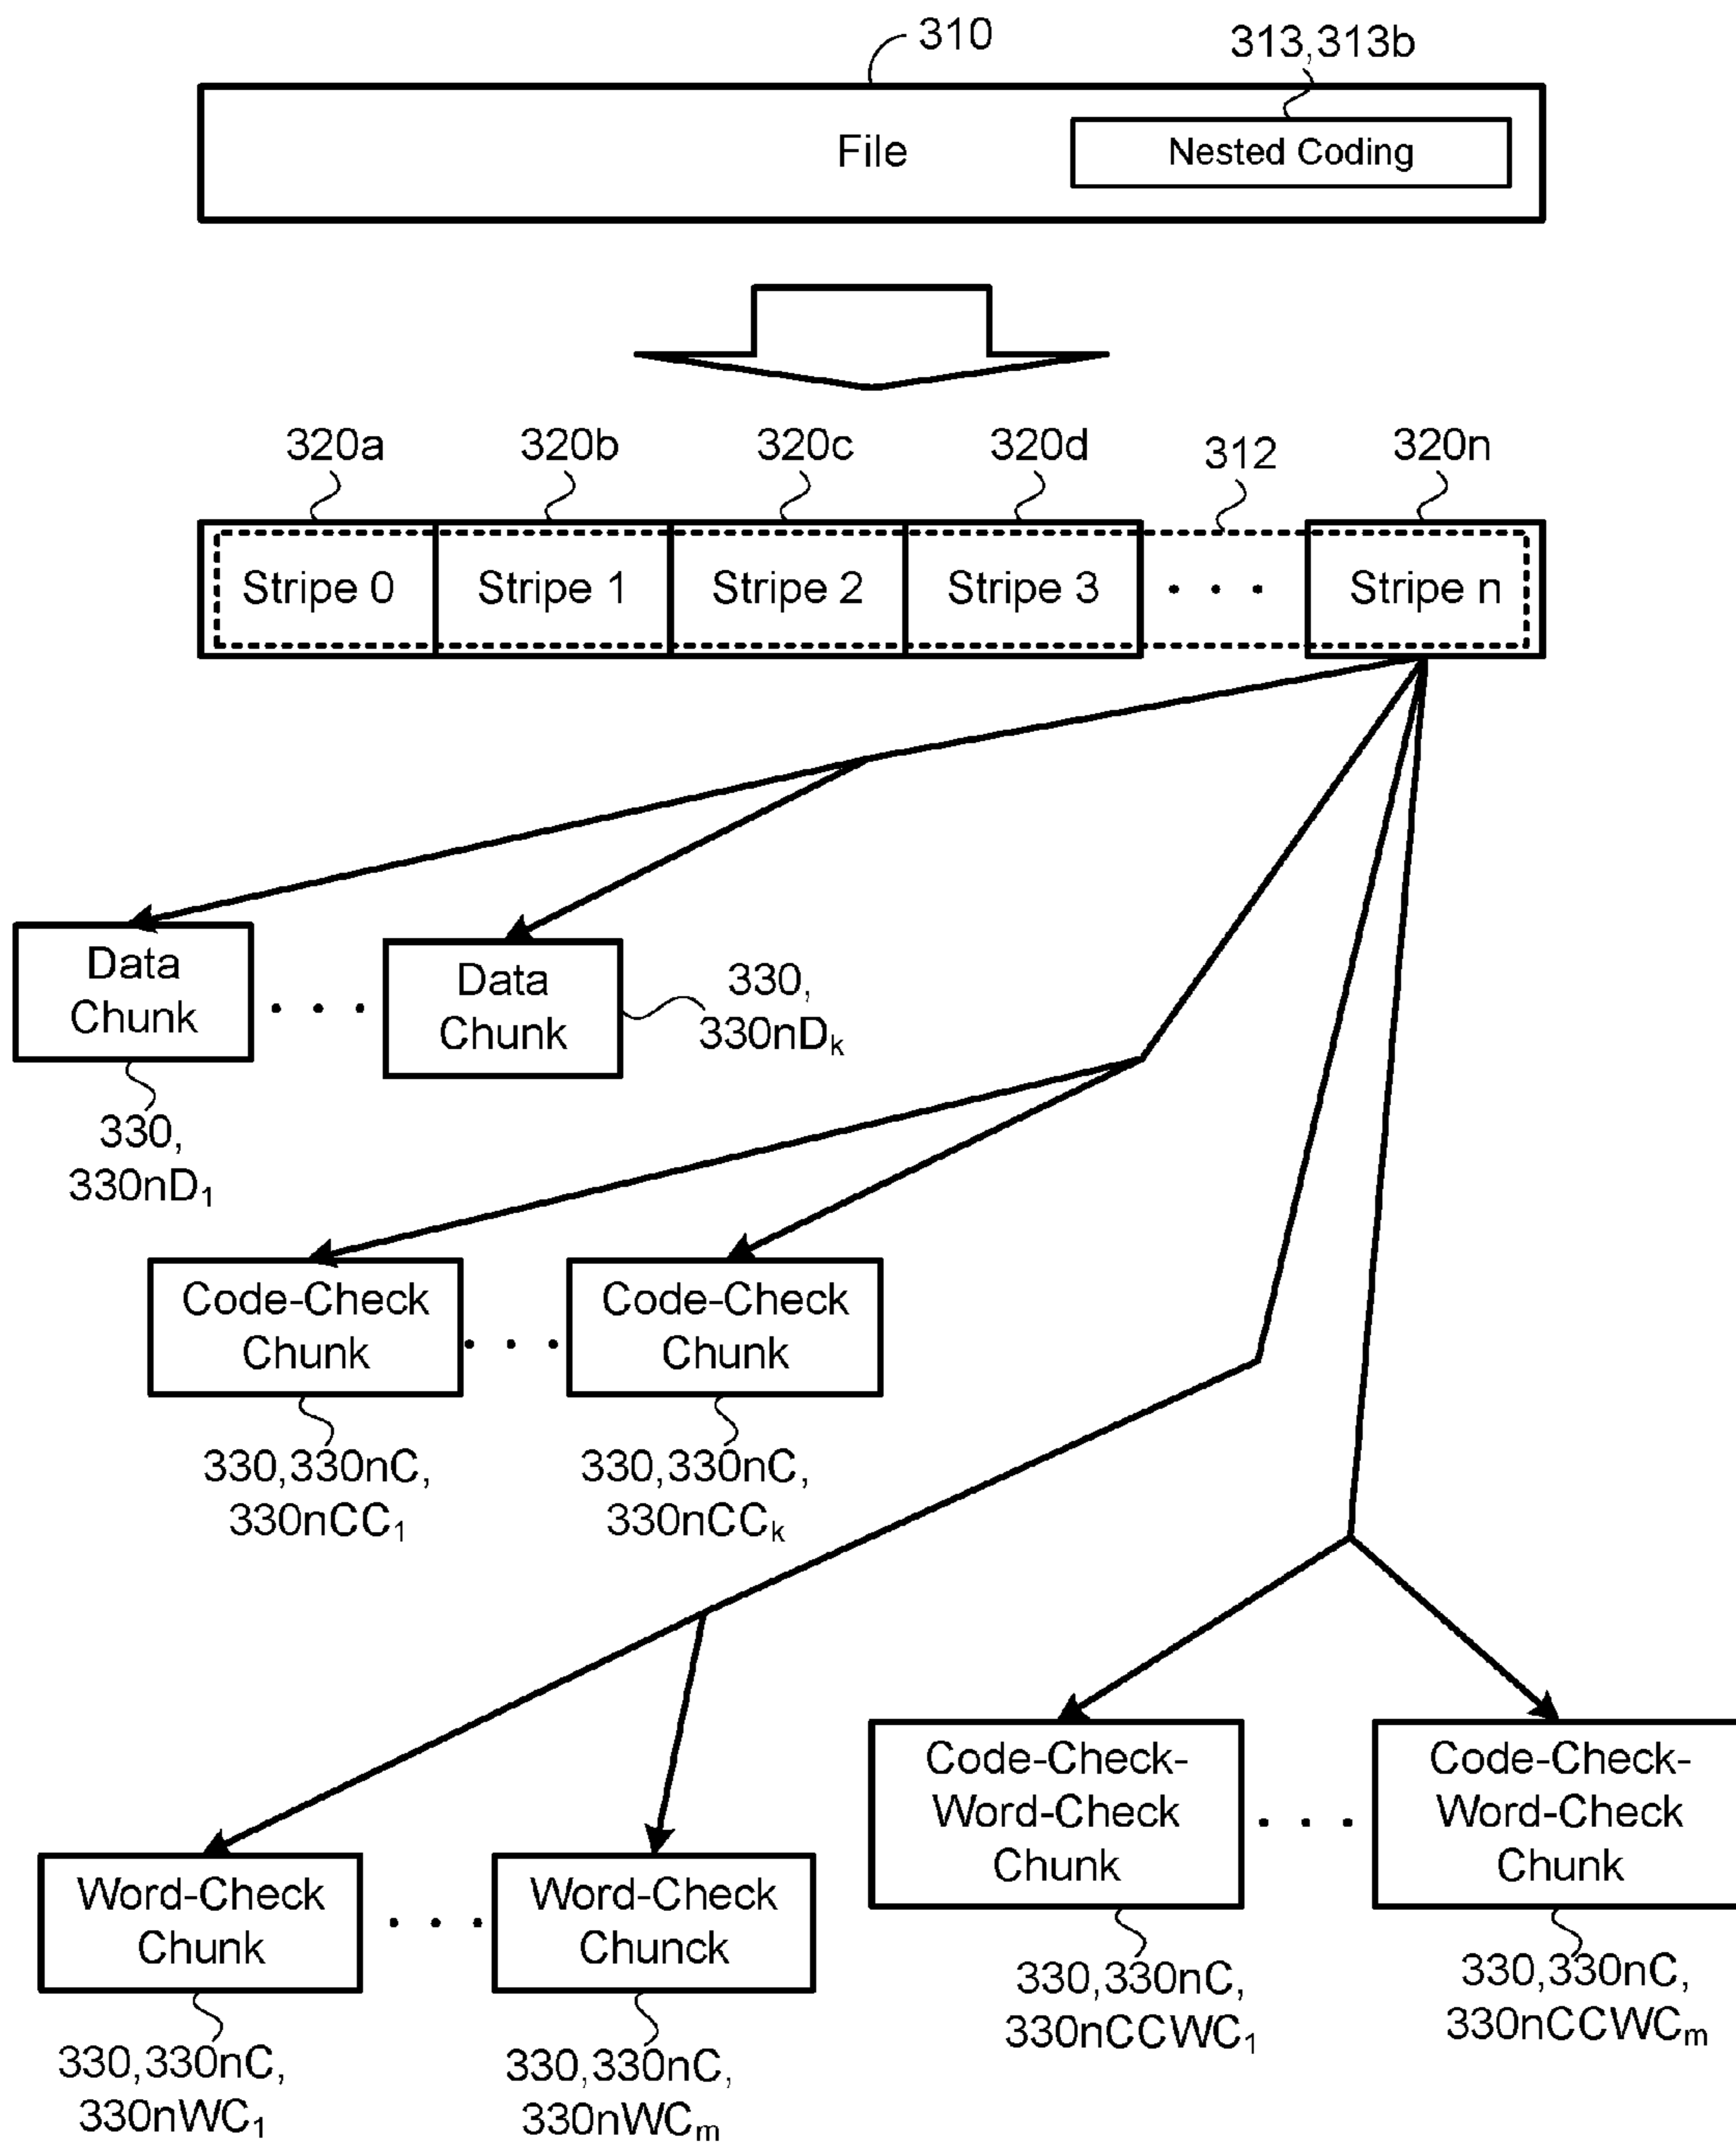 310
313,313b
File
Nested Coding
320a
320b
320c
320d
312
320n
Stripe 0
Stripe 1
Stripe 2
Stripe 3
. . .
Stripe n
Data
Chunk
. . .
Data
Chunk
330,
330nDk
330,
330nD1
Code-Check
Chunk
. . .
Code-Check
Chunk
330,330nC,
330nCC1
330,330nC,
330nCCk
Code-Check-
Word-Check
Chunk
. . .
Code-Check-
Word-Check
Chunk
Word-Check
Chunk
. . .
Word-Check
Chunck
330,330nC,
330nCCWC1
330,330nC,
330nCCWCm
330,330nC,
330nWC1
330,330nC,
330nWCm